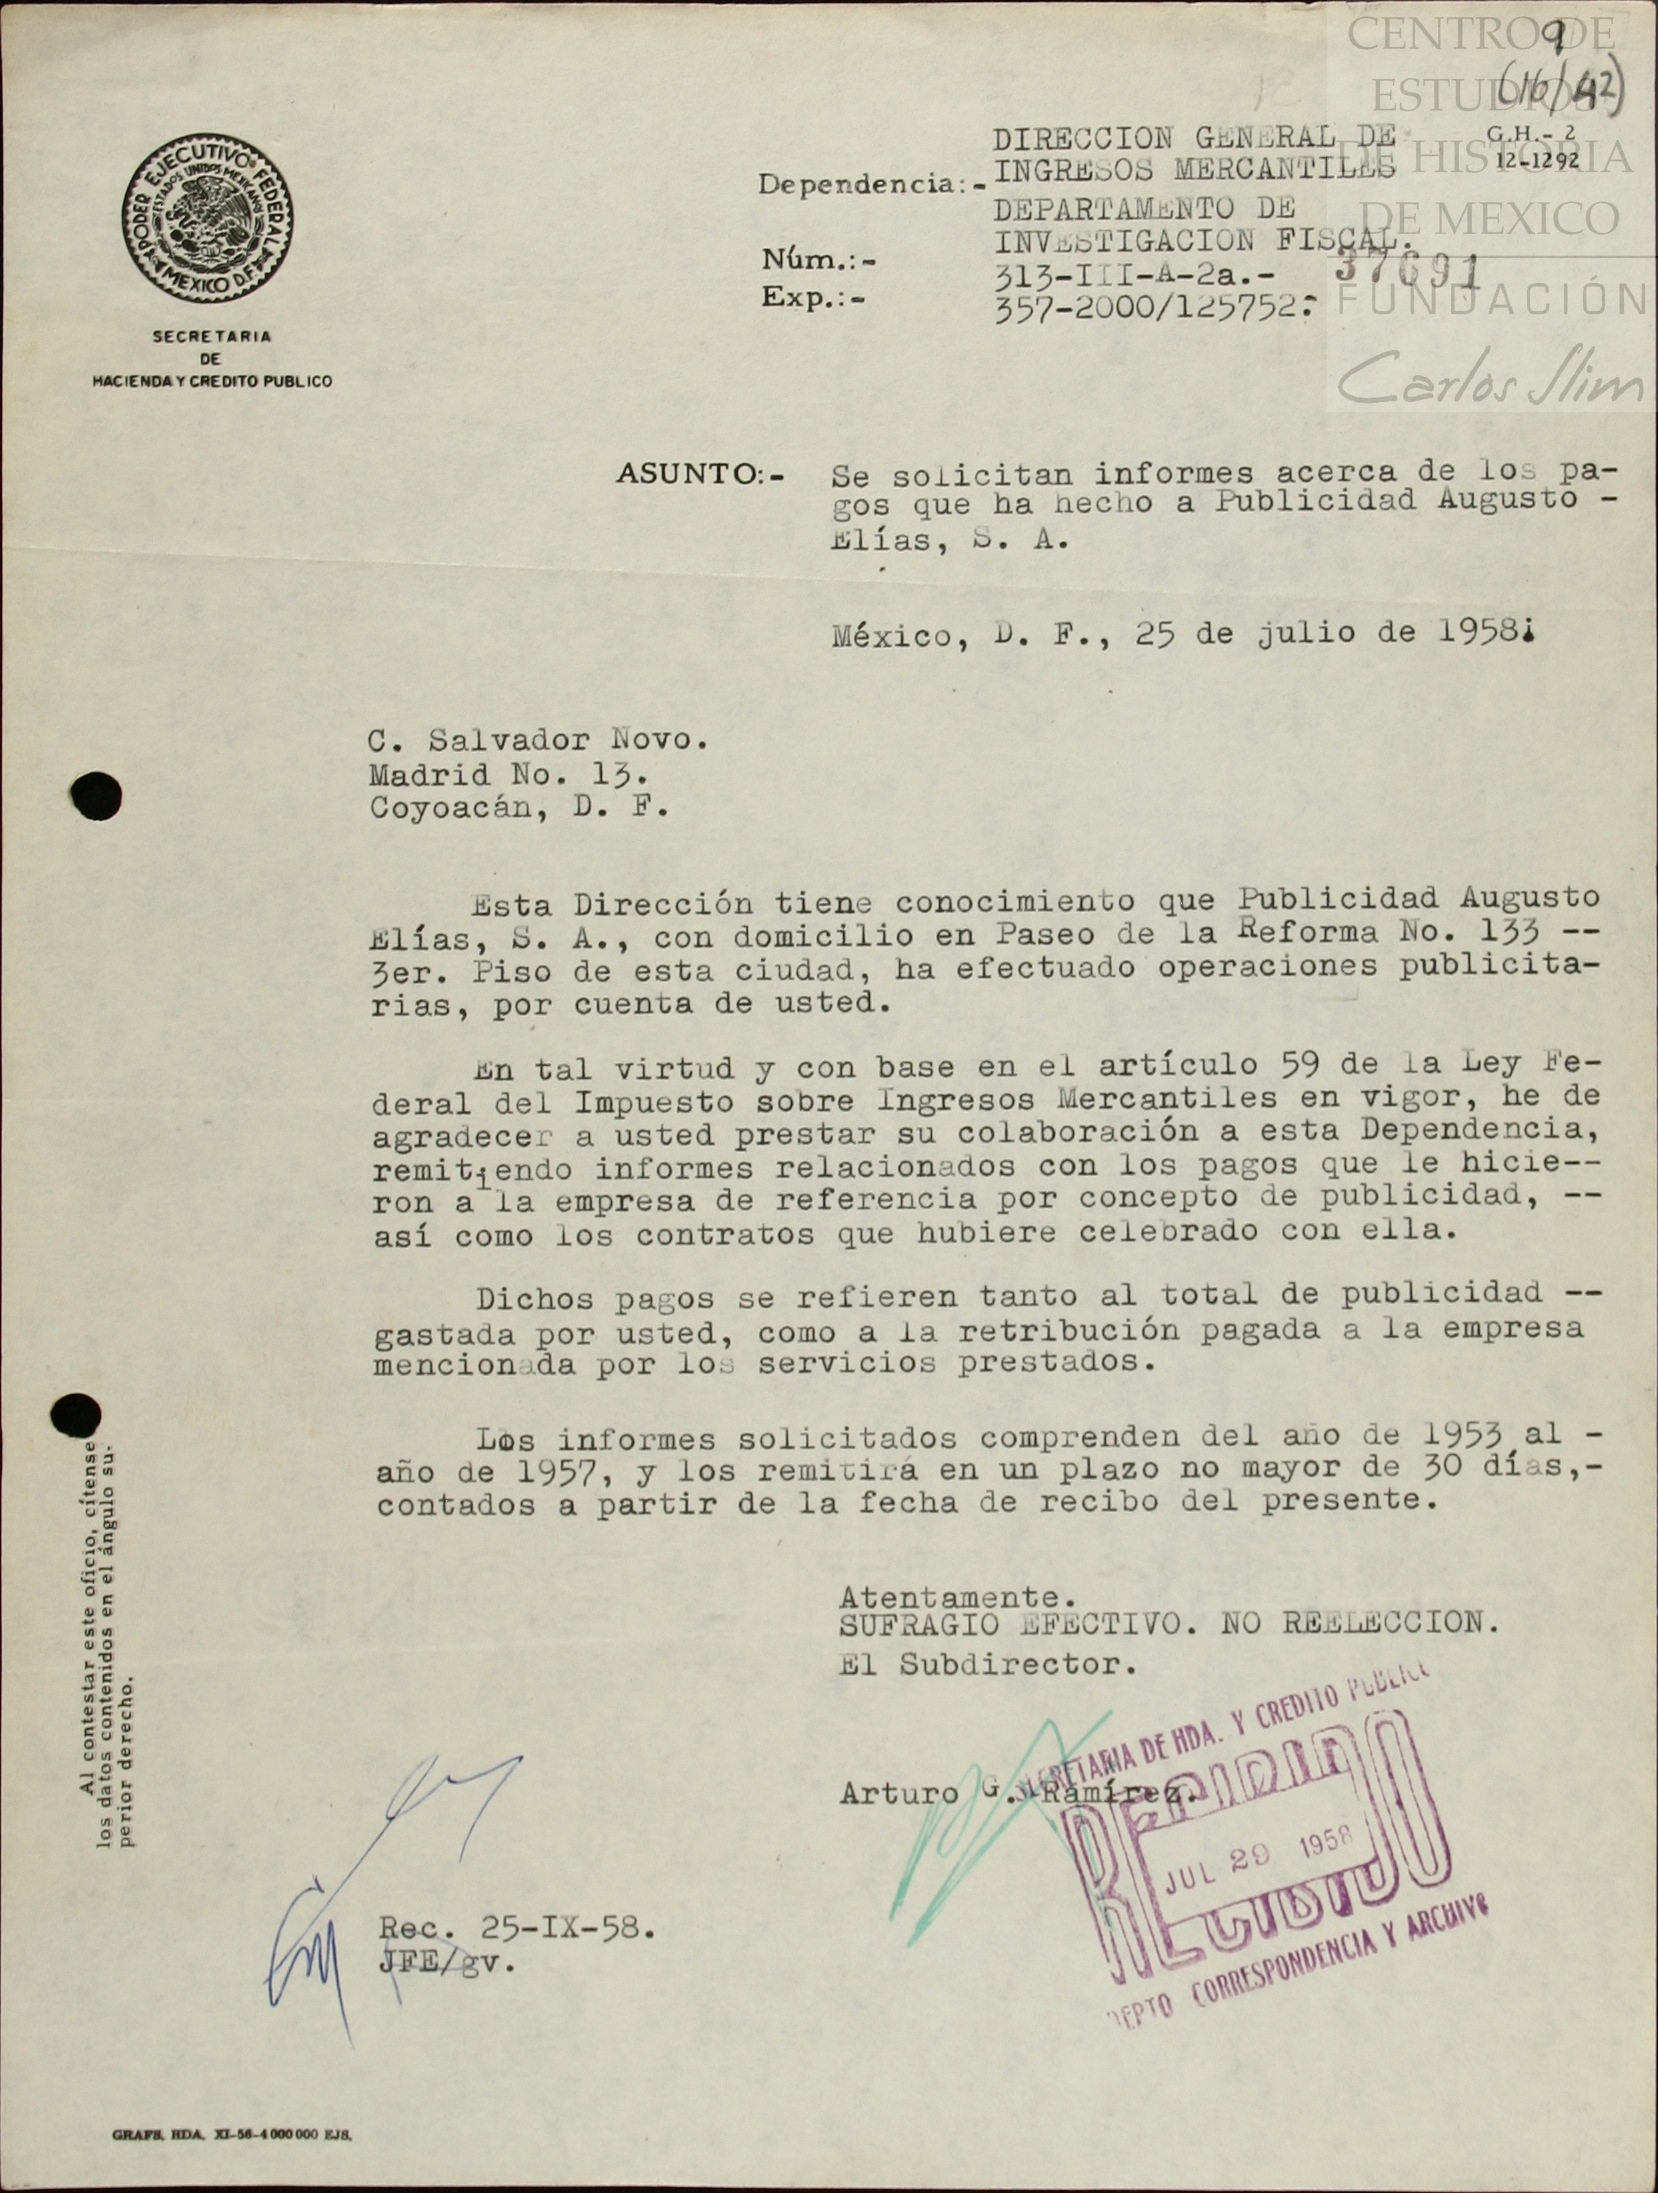 CENTRO DE
ESTUDIOS
DE HISTORIA
DE MEXICO
FUNDACIÓN
Carlos Slim
9
(16/42)
G.H.- 2
12-1292
PODER EJECUTIVO FEDERAL
ESTADOS UNIDOS MEXICANOS
MEXICO D.F.
SECRETARIA
DE
HACIENDA Y CREDITO PUBLICO
Dependencia:-
DIRECCION GENERAL DE
INGRESOS MERCANTILES
DEPARTAMENTO DE
INVESTIGACION FISCAL.
Núm.:- 313-III-A-2a.- 37691
Exp.:- 357-2000/125752.
ASUNTO:- Se solicitan informes acerca de los pa-
gos que ha hecho a Publicidad Augusto -
Elías, S. A.
México, D. F., 25 de julio de 1958.
C. Salvador Novo.
Madrid No. 13.
Coyoacán, D. F.
Esta Dirección tiene conocimiento que Publicidad Augusto
Elías, S. A., con domicilio en Paseo de la Reforma No. 133 --
3er. Piso de esta ciudad, ha efectuado operaciones publicita-
rias, por cuenta de usted.
En tal virtud y con base en el artículo 59 de la Ley Fe-
deral del Impuesto sobre Ingresos Mercantiles en vigor, he de
agradecer a usted prestar su colaboración a esta Dependencia,
remitiendo informes relacionados con los pagos que le hicie--
ron a la empresa de referencia por concepto de publicidad, --
así como los contratos que hubiere celebrado con ella.
Dichos pagos se refieren tanto al total de publicidad --
gastada por usted, como a la retribución pagada a la empresa
mencionada por los servicios prestados.
Los informes solicitados comprenden del año de 1953 al -
año de 1957, y los remitirá en un plazo no mayor de 30 días,-
contados a partir de la fecha de recibo del presente.
Atentamente.
SUFRAGIO EFECTIVO. NO REELECCION.
El Subdirector.
Arturo G. Ramírez.
SECRETARIA DE HDA. Y CREDITO PUBLICO
RECIBIDO
JUL 29 1958
DEPTO CORRESPONDENCIA Y ARCHIVO
Rec. 25-IX-58.
JFE/gv.
Al contestar este oficio, cítense
los datos contenidos en el ángulo su-
perior derecho.
GRAFS. HDA. XI-56-4 000 000 EJS.